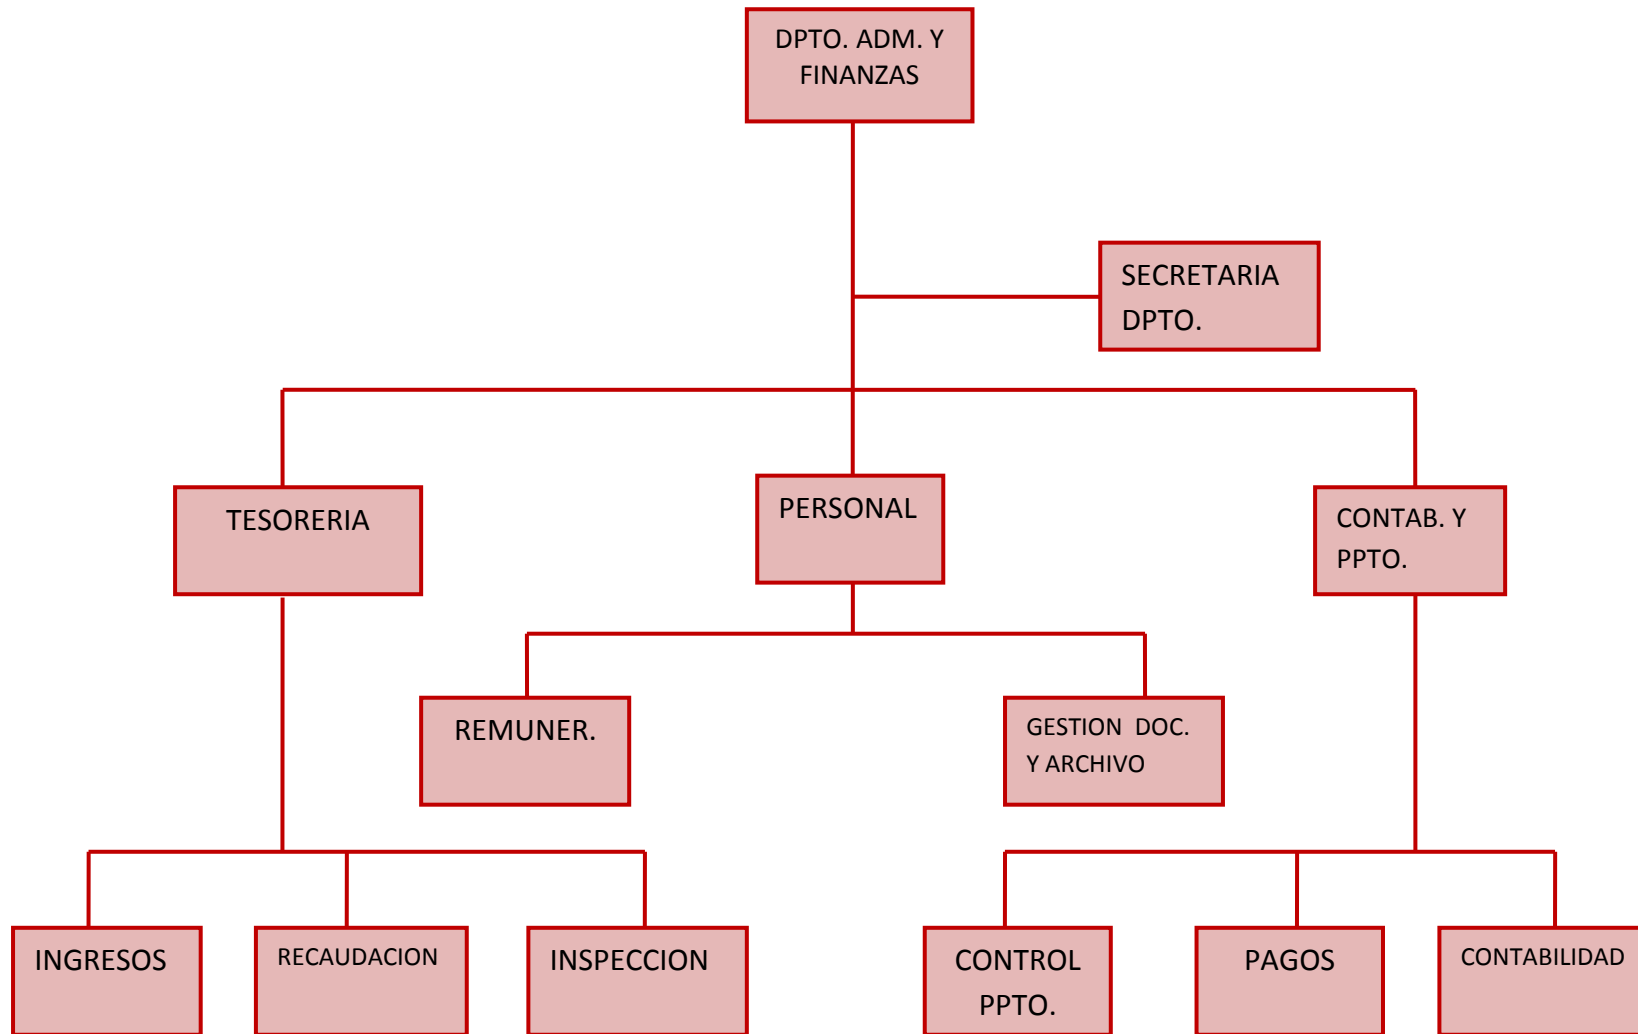 DPTO. ADM. Y
FINANZAS
SECRETARIA
DPTO.
TESORERIA
PERSONAL
CONTAB. Y
PPTO.
REMUNER.
GESTION DOC.
Y ARCHIVO
INGRESOS
RECAUDACION
INSPECCION
CONTROL
PPTO.
PAGOS
CONTABILIDAD